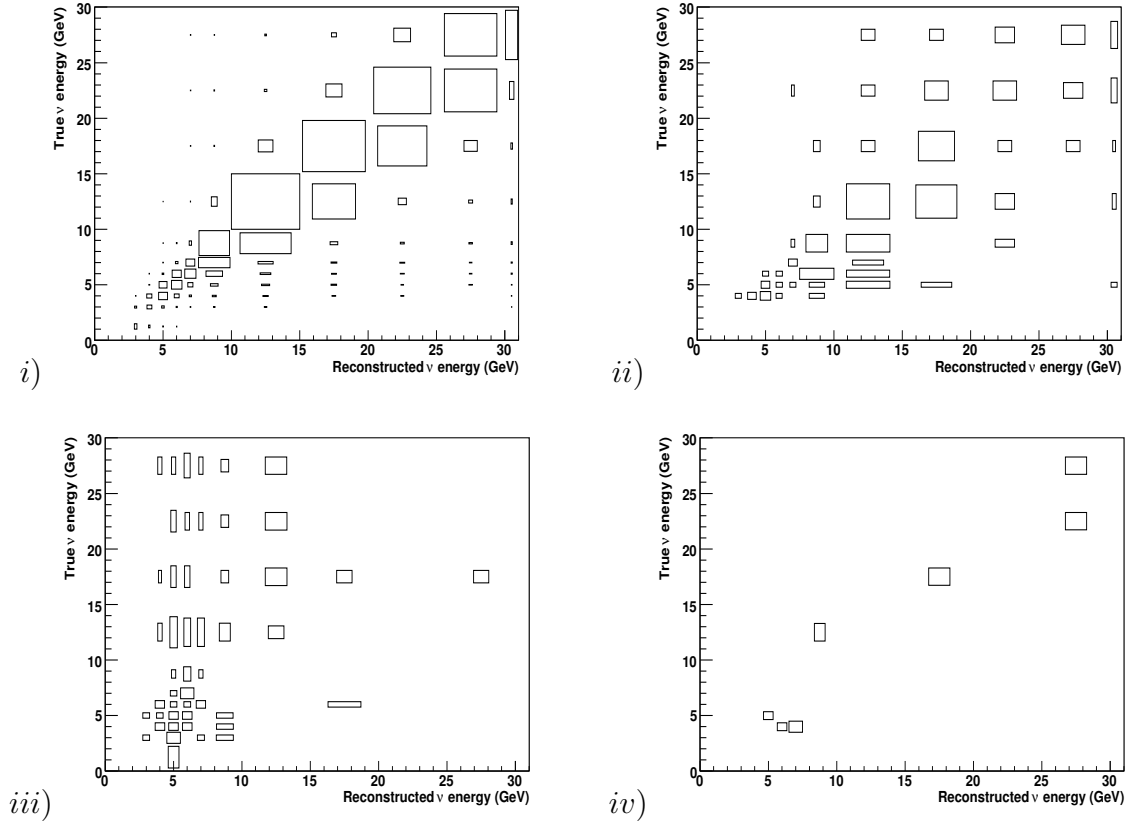 True ν energy (GeV)
30
25
20
15
10
5
0
0 5 10 15 20 25 30
Reconstructed ν energy (GeV)
i)
True ν energy (GeV)
30
25
20
15
10
5
0
0 5 10 15 20 25 30
Reconstructed ν energy (GeV)
ii)
True ν energy (GeV)
30
25
20
15
10
5
0
0 5 10 15 20 25 30
Reconstructed ν energy (GeV)
iii)
True ν energy (GeV)
30
25
20
15
10
5
0
0 5 10 15 20 25 30
Reconstructed ν energy (GeV)
iv)